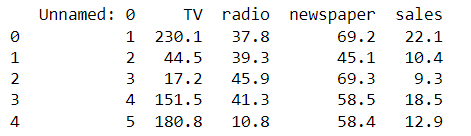 Unnamed: 0 TV radio newspaper sales
0 1 230.1 37.8 69.2 22.1
1 2 44.5 39.3 45.1 10.4
2 3 17.2 45.9 69.3 9.3
3 4 151.5 41.3 58.5 18.5
4 5 180.8 10.8 58.4 12.9